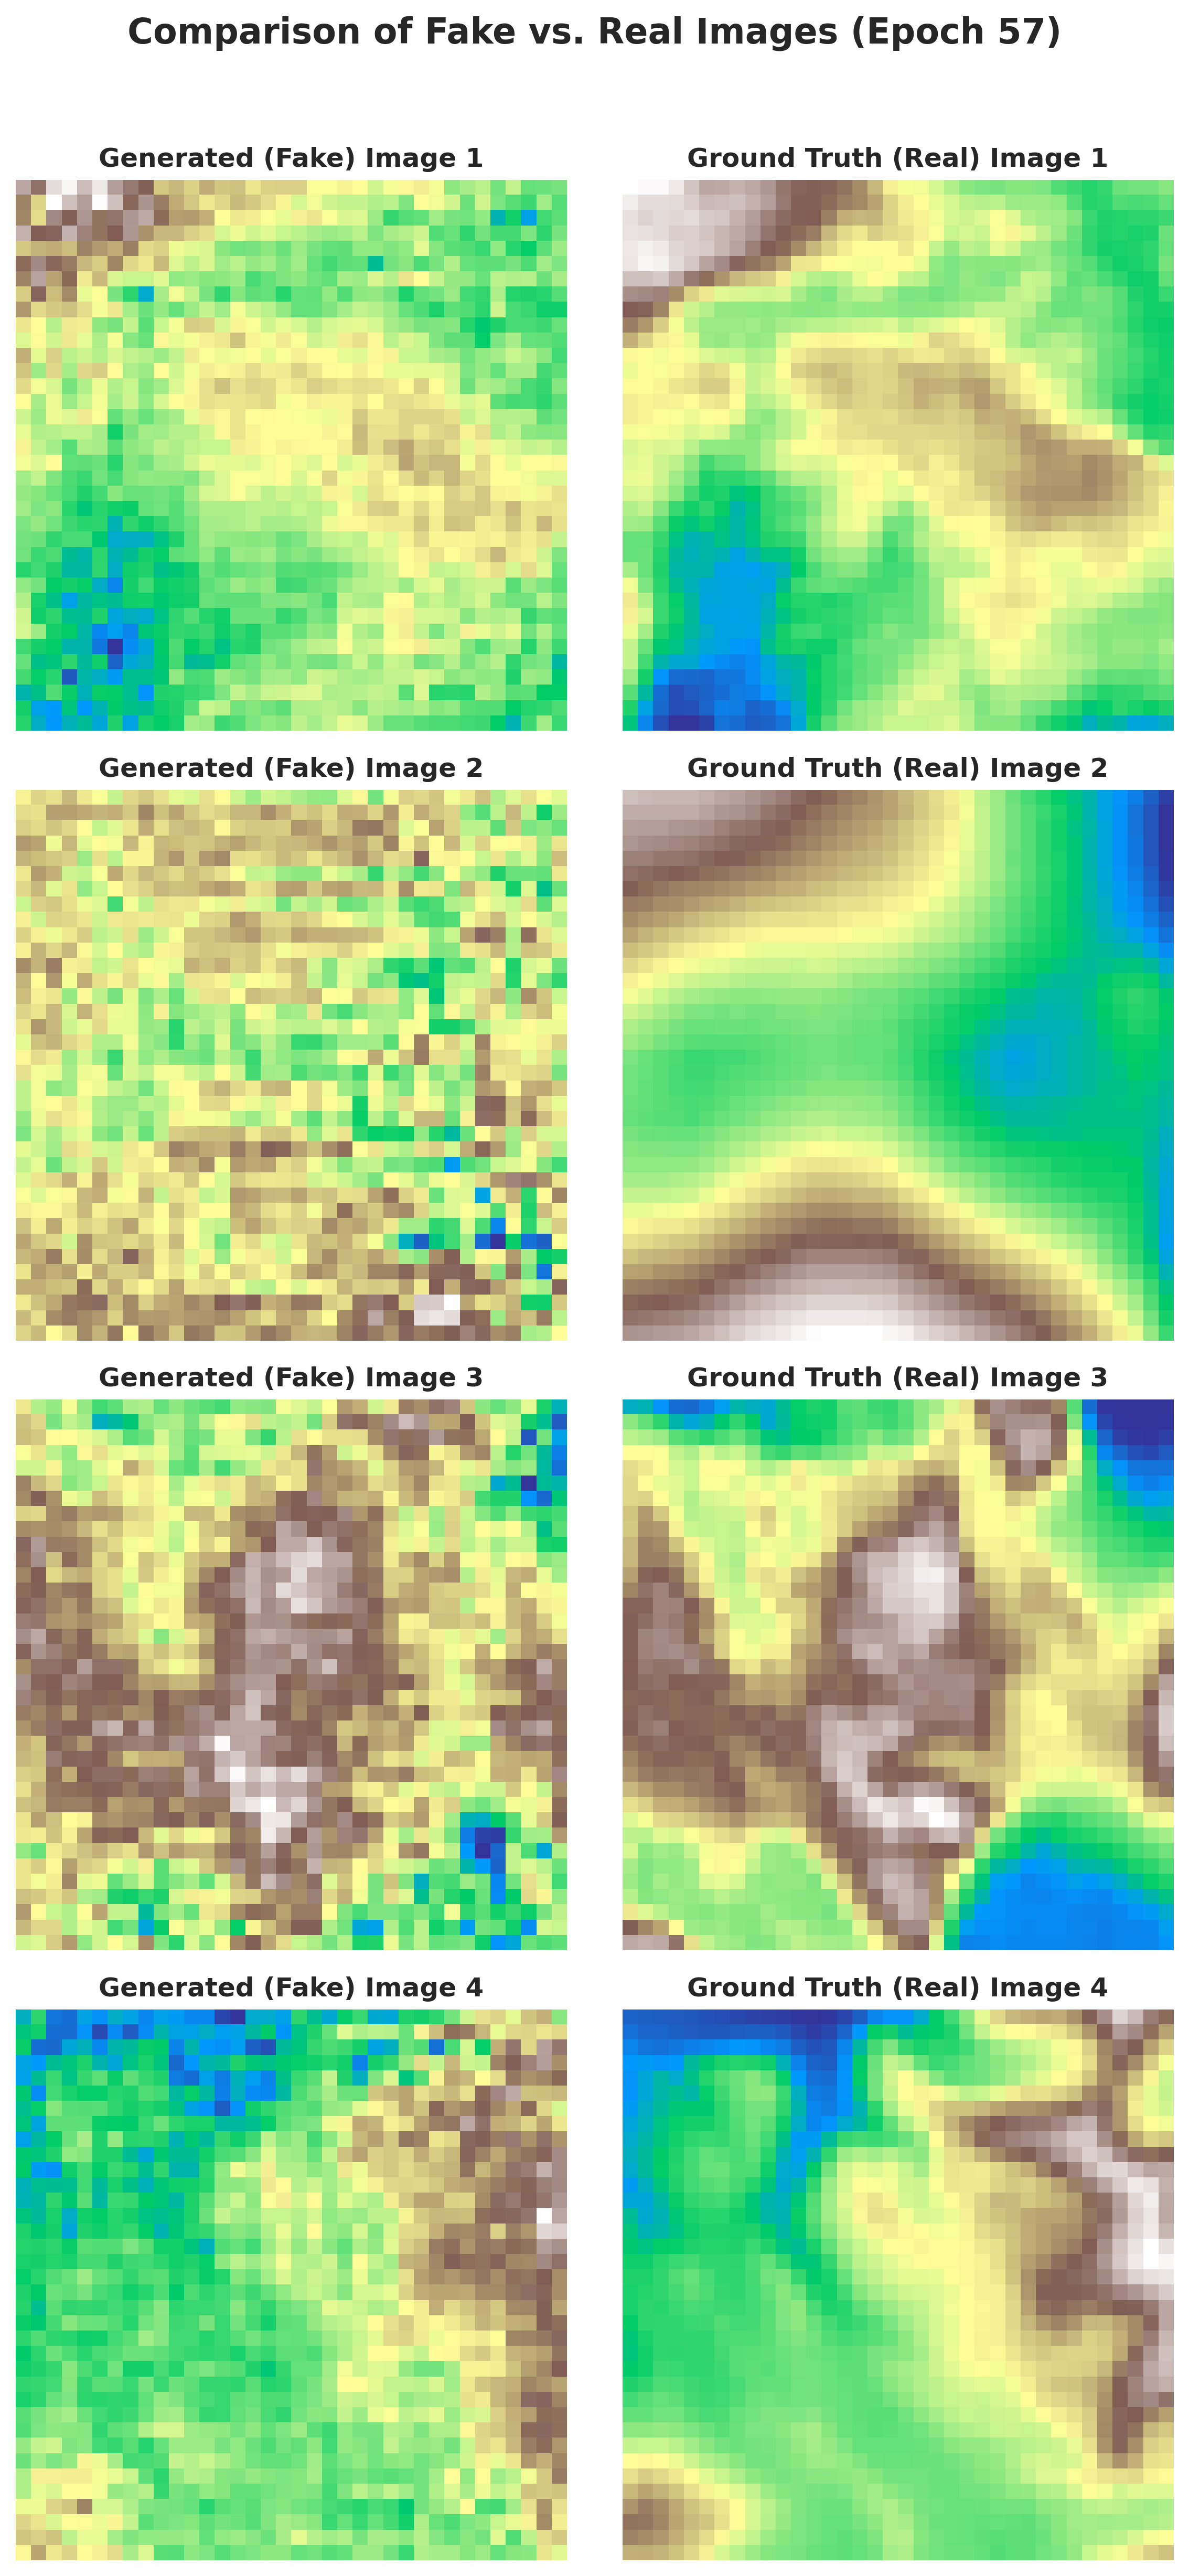 Comparison of Fake vs. Real Images (Epoch 57)
Generated (Fake) Image 1
Ground Truth (Real) Image 1
Generated (Fake) Image 2
Ground Truth (Real) Image 2
Generated (Fake) Image 3
Ground Truth (Real) Image 3
Generated (Fake) Image 4
Ground Truth (Real) Image 4